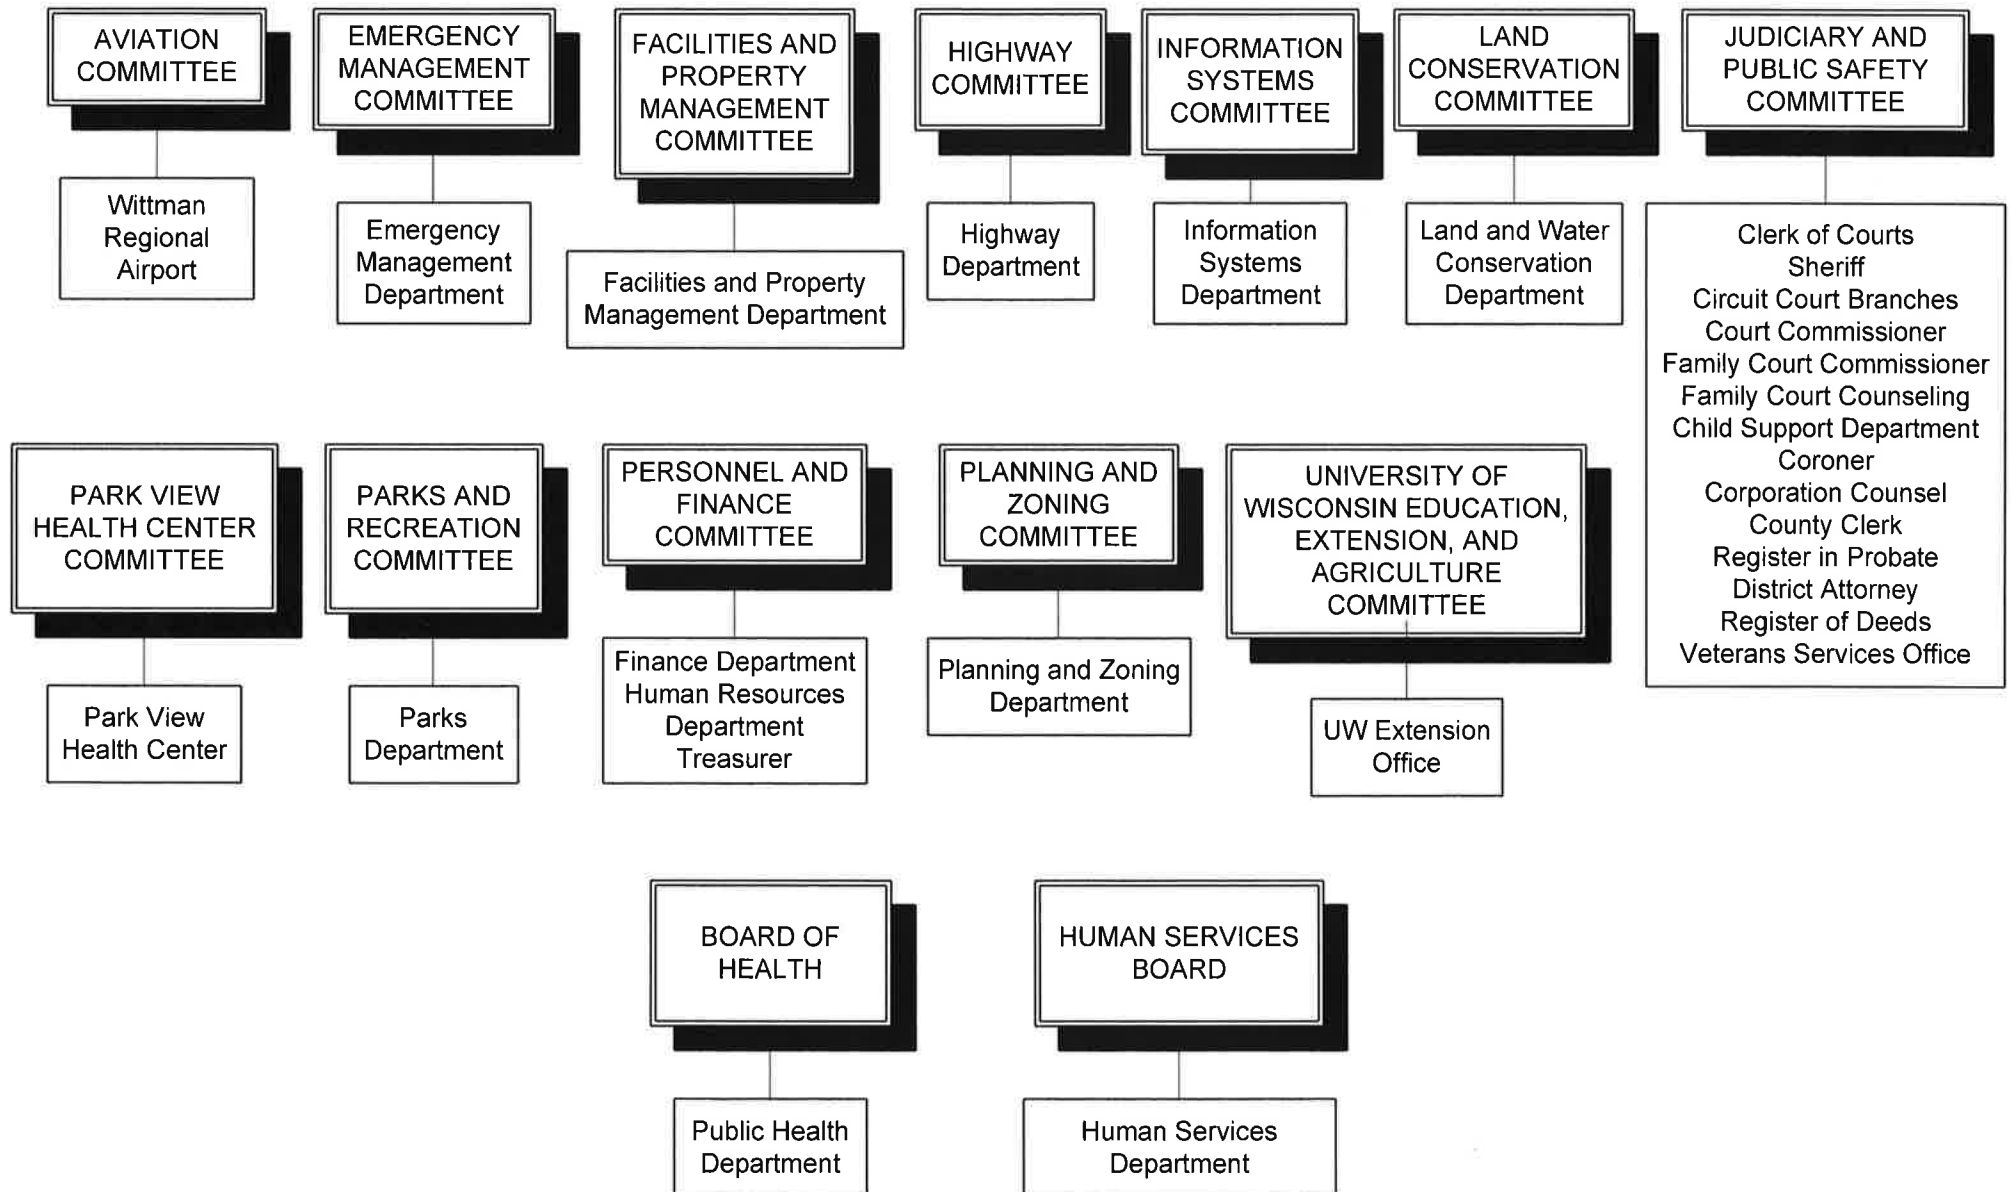 AVIATION
COMMITTEE
Wittman
Regional
Airport
EMERGENCY
MANAGEMENT
COMMITTEE
Emergency
Management
Department
FACILITIES AND
PROPERTY
MANAGEMENT
COMMITTEE
Facilities and Property
Management Department
HIGHWAY
COMMITTEE
Highway
Department
INFORMATION
SYSTEMS
COMMITTEE
Information
Systems
Department
LAND
CONSERVATION
COMMITTEE
Land and Water
Conservation
Department
JUDICIARY AND
PUBLIC SAFETY
COMMITTEE
Clerk of Courts
Sheriff
Circuit Court Branches
Court Commissioner
Family Court Commissioner
Family Court Counseling
Child Support Department
Coroner
Corporation Counsel
County Clerk
Register in Probate
District Attorney
Register of Deeds
Veterans Services Office
PARK VIEW
HEALTH CENTER
COMMITTEE
Park View
Health Center
PARKS AND
RECREATION
COMMITTEE
Parks
Department
PERSONNEL AND
FINANCE
COMMITTEE
Finance Department
Human Resources
Department
Treasurer
PLANNING AND
ZONING
COMMITTEE
Planning and Zoning
Department
UNIVERSITY OF
WISCONSIN EDUCATION,
EXTENSION, AND
AGRICULTURE
COMMITTEE
UW Extension
Office
BOARD OF
HEALTH
Public Health
Department
HUMAN SERVICES
BOARD
Human Services
Department